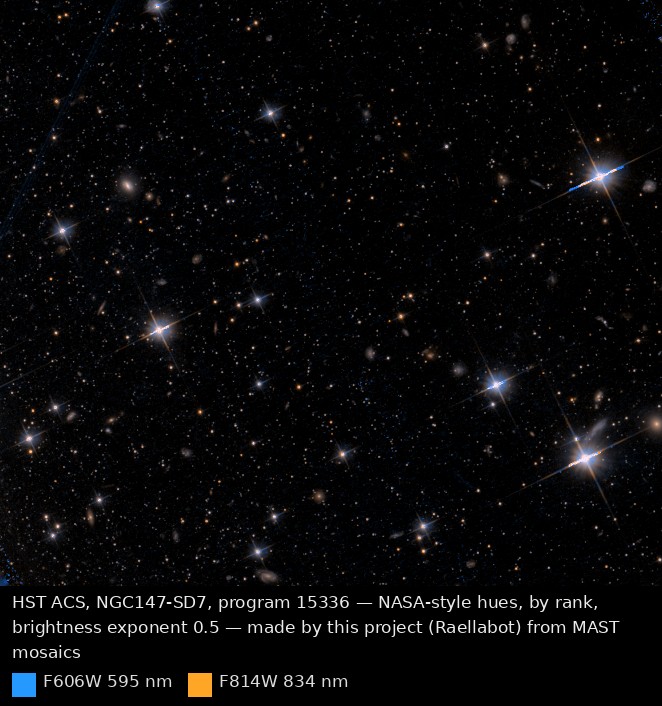 HST ACS, NGC147-SD7, program 15336 — NASA-style hues, by rank,
brightness exponent 0.5 — made by this project (Raellabot) from MAST
mosaics
F606W 595 nm F814W 834 nm